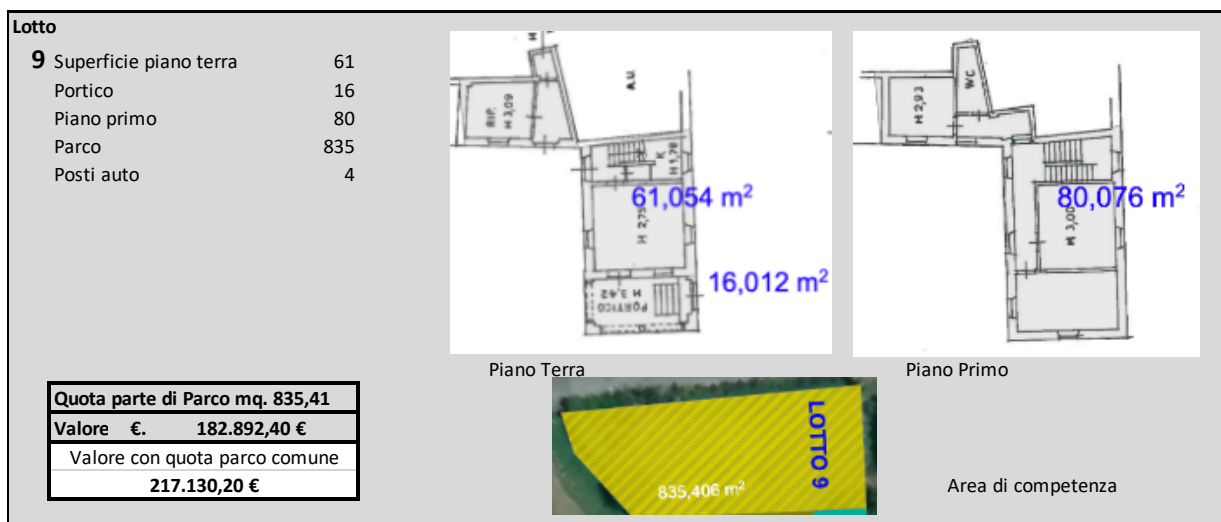 Lotto
9 Superficie piano terra 61
Portico 16
Piano primo 80
Parco 835
Posti auto 4
H
RIP.
H 3,09
A.U.
K
H 1,78
61,054 m²
H 2,75
16,012 m²
PORTICO
H 3,42
Piano Terra
H 2,93
WC
80,076 m²
H 3,00
Piano Primo
Quota parte di Parco mq. 835,41
Valore €. 182.892,40 €
Valore con quota parco comune
217.130,20 €
LOTTO 9
835,406 m²
Area di competenza